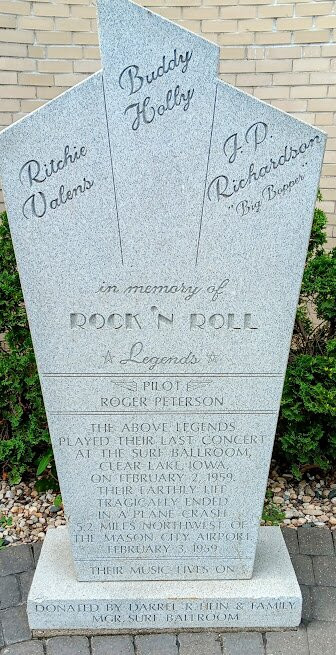 Ritchie
Valens
Buddy
Holly
J.P.
Richardson
"Big Bopper"
in memory of
ROCK 'N ROLL
Legends
PILOT
ROGER PETERSON
THE ABOVE LEGENDS
PLAYED THEIR LAST CONCERT
AT THE SURF BALLROOM,
CLEAR LAKE, IOWA,
ON FEBRUARY 2, 1959.
THEIR EARTHLY LIFE
TRAGICALLY ENDED
IN A PLANE CRASH
5.2 MILES NORTHWEST OF
THE MASON CITY AIRPORT
FEBRUARY 3, 1959
THEIR MUSIC LIVES ON
DONATED BY DARREL R. HEIN & FAMILY
MGR. SURF BALLROOM